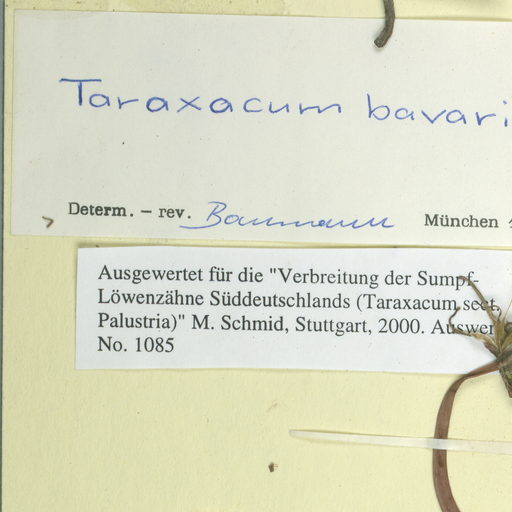 Taraxacum bavari
Determ. – rev. Baumann München
Ausgewertet für die "Verbreitung der Sumpf-
Löwenzähne Süddeutschlands (Taraxacum sect.
Palustria)" M. Schmid, Stuttgart, 2000. Auswer
No. 1085